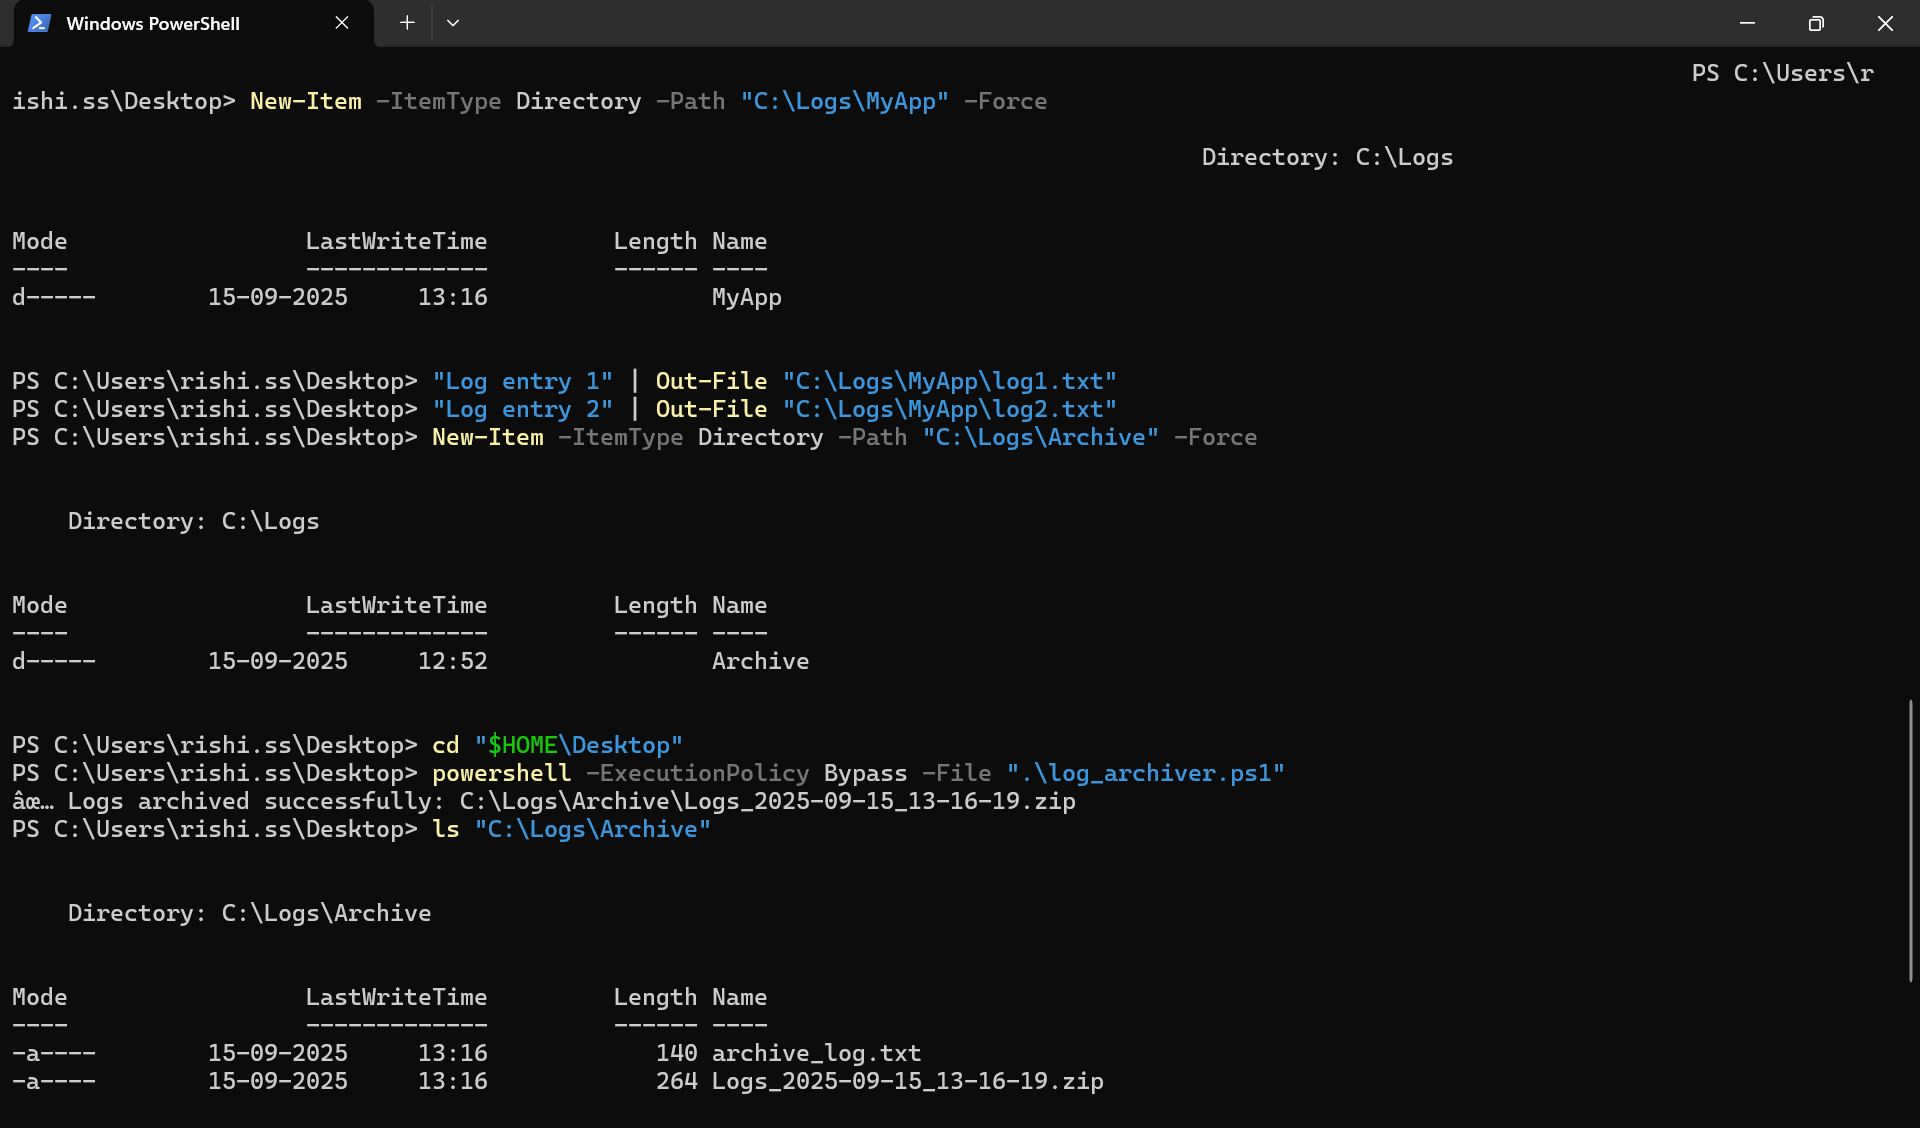 Windows PowerShell
PS C:\Users\r
ishi.ss\Desktop> New-Item -ItemType Directory -Path "C:\Logs\MyApp" -Force
Directory: C:\Logs
Mode LastWriteTime Length Name
---- ------------- ------ ----
d----- 15-09-2025 13:16 MyApp
PS C:\Users\rishi.ss\Desktop> "Log entry 1" | Out-File "C:\Logs\MyApp\log1.txt"
PS C:\Users\rishi.ss\Desktop> "Log entry 2" | Out-File "C:\Logs\MyApp\log2.txt"
PS C:\Users\rishi.ss\Desktop> New-Item -ItemType Directory -Path "C:\Logs\Archive" -Force
Directory: C:\Logs
Mode LastWriteTime Length Name
---- ------------- ------ ----
d----- 15-09-2025 12:52 Archive
PS C:\Users\rishi.ss\Desktop> cd "$HOME\Desktop"
PS C:\Users\rishi.ss\Desktop> powershell -ExecutionPolicy Bypass -File ".\log_archiver.ps1"
âœ… Logs archived successfully: C:\Logs\Archive\Logs_2025-09-15_13-16-19.zip
PS C:\Users\rishi.ss\Desktop> ls "C:\Logs\Archive"
Directory: C:\Logs\Archive
Mode LastWriteTime Length Name
---- ------------- ------ ----
-a---- 15-09-2025 13:16 140 archive_log.txt
-a---- 15-09-2025 13:16 264 Logs_2025-09-15_13-16-19.zip